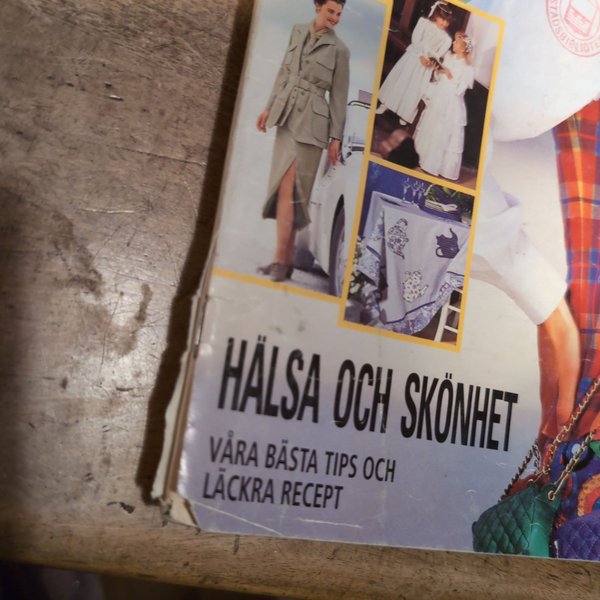 HÄLSA OCH SKÖNHET
VÅRA BÄSTA TIPS OCH
LÄCKRA RECEPT